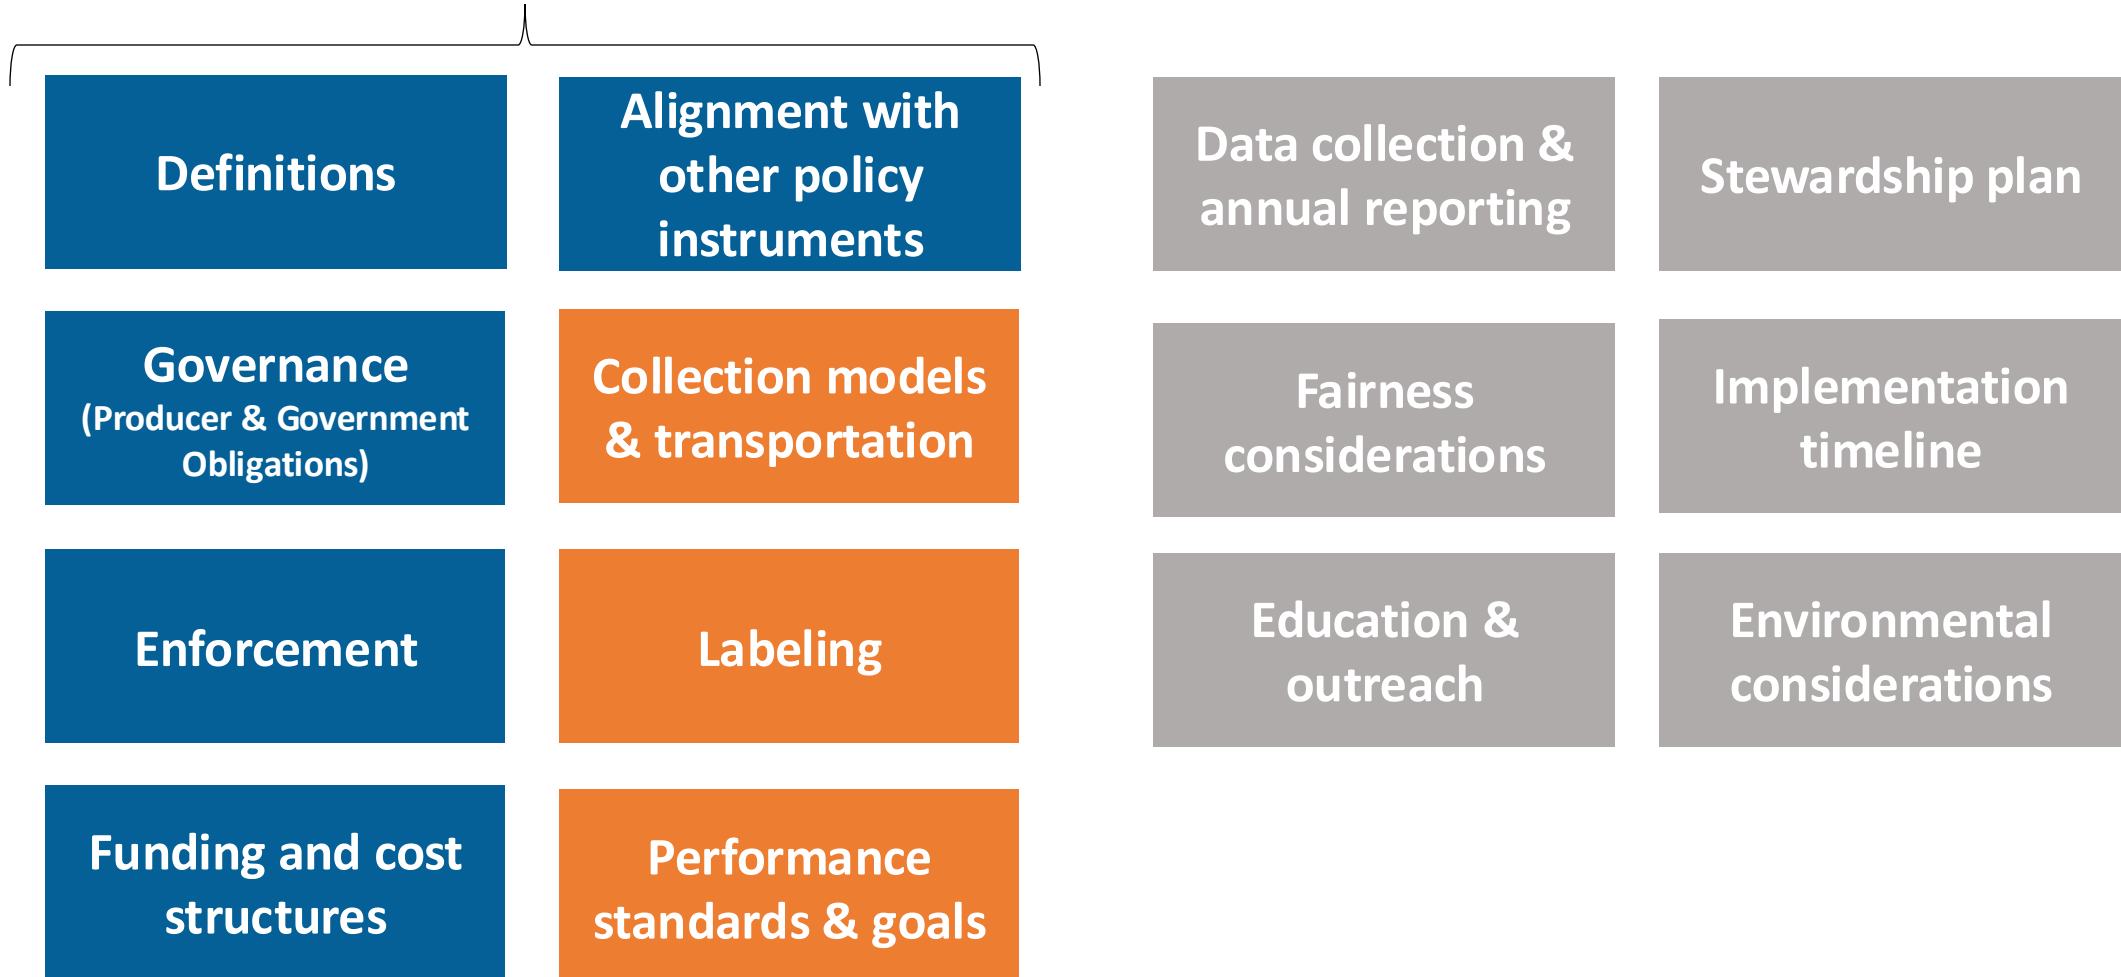 Definitions
Alignment with
other policy
instruments
Data collection &
annual reporting
Stewardship plan
Governance
(Producer & Government
Obligations)
Collection models
& transportation
Fairness
considerations
Implementation
timeline
Enforcement
Labeling
Education &
outreach
Environmental
considerations
Funding and cost
structures
Performance
standards & goals